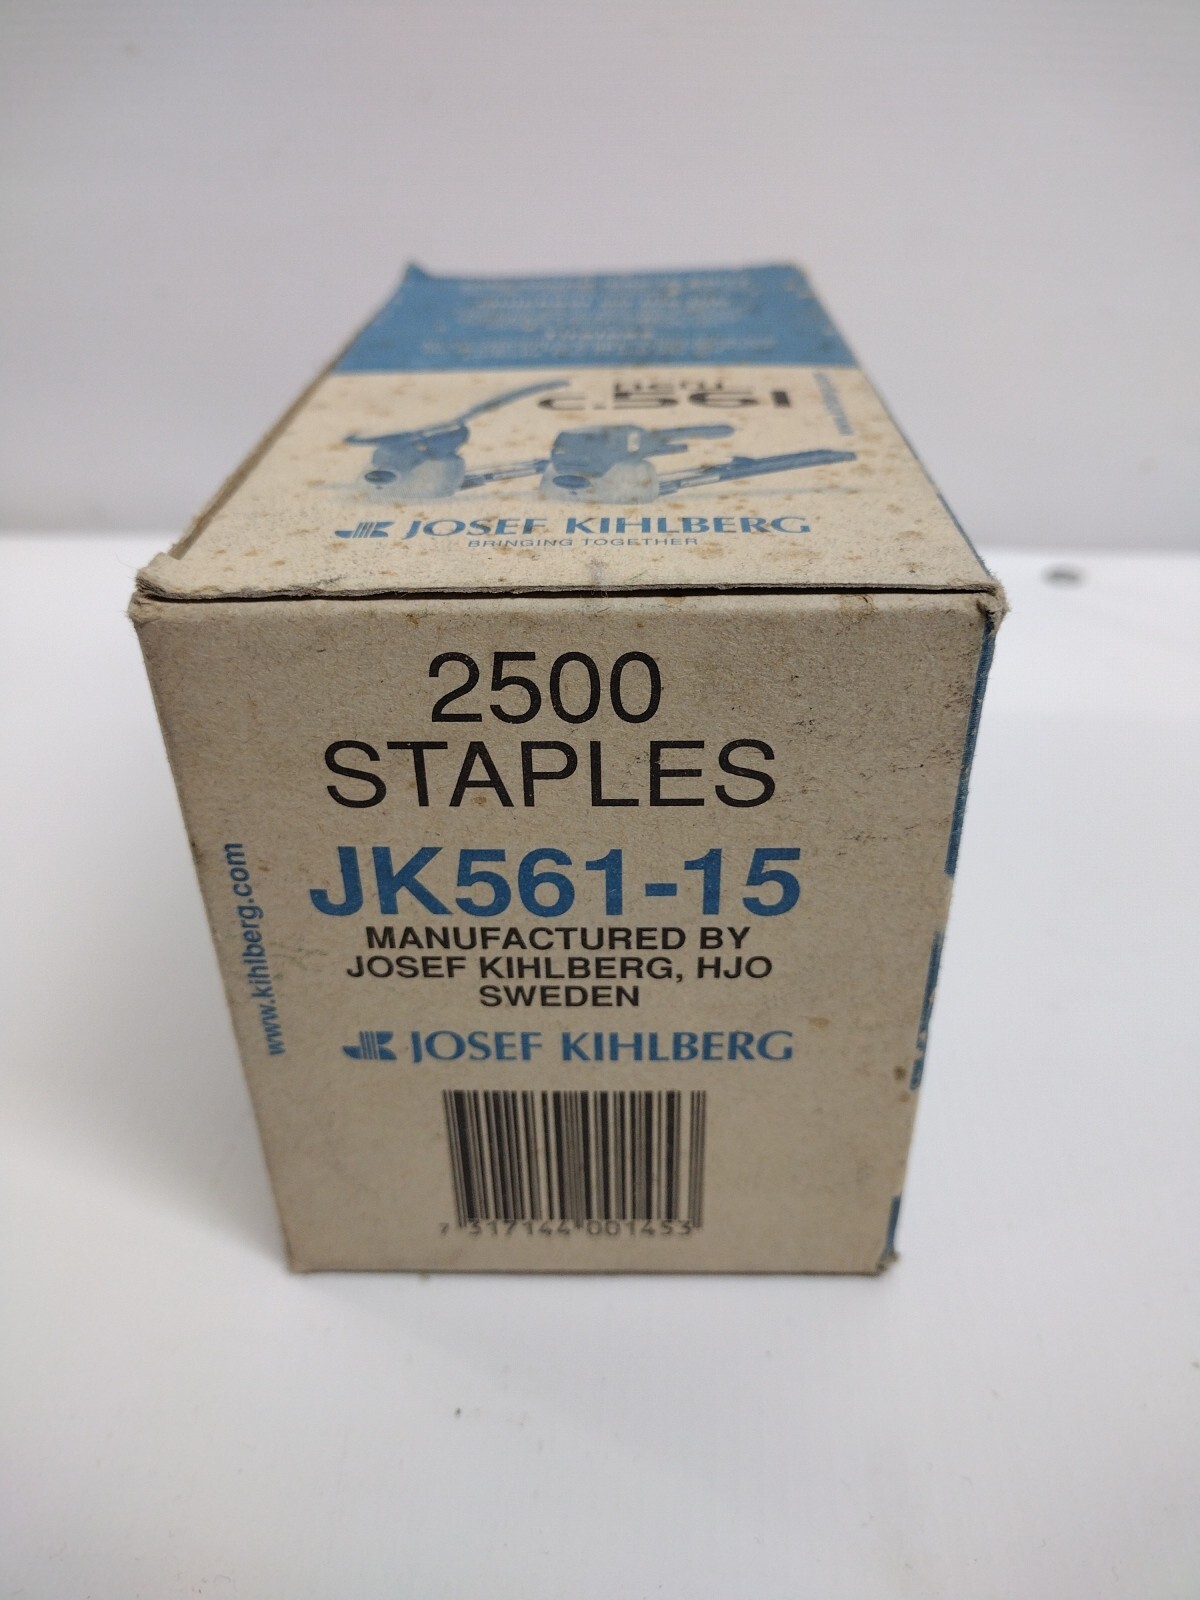 C.561
JOSEF KIHLBERG
BRINGING TOGETHER
2500
STAPLES
JK561-15
MANUFACTURED BY
JOSEF KIHLBERG, HJO
SWEDEN
www.kihlberg.com
JOSEF KIHLBERG
7 317144 001453